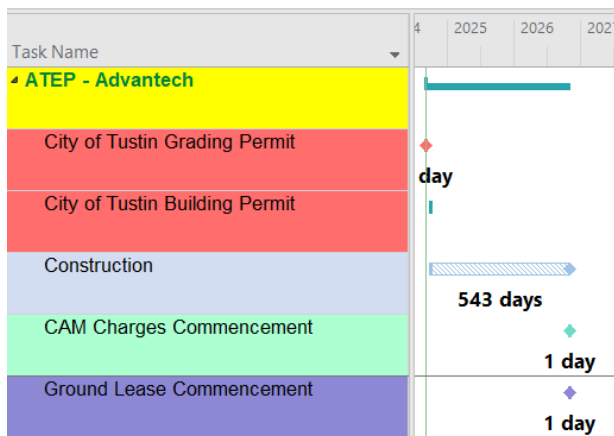 4 2025 2026 202
Task Name
ATEP - Advantech
City of Tustin Grading Permit
day
City of Tustin Building Permit
Construction
543 days
CAM Charges Commencement
1 day
Ground Lease Commencement
1 day